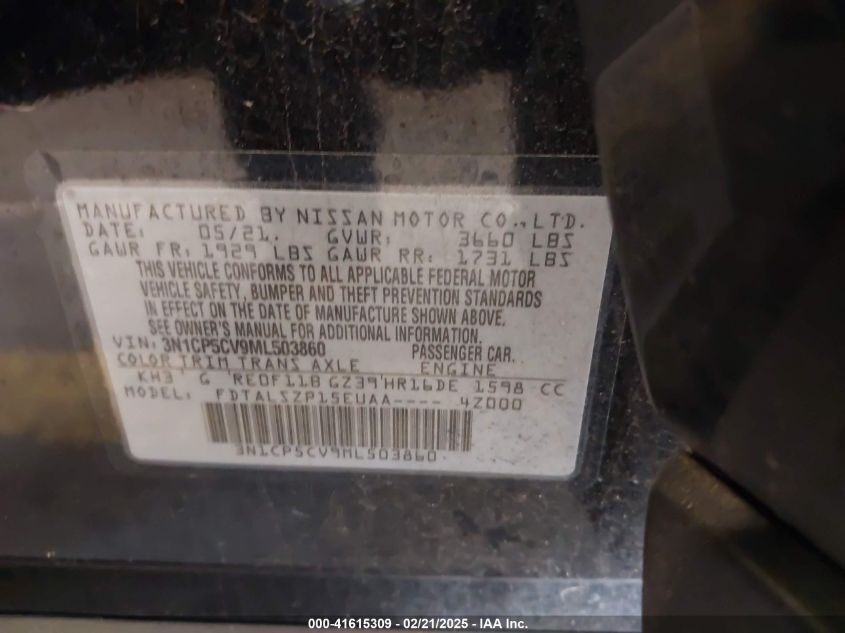 MANUFACTURED BY NISSAN MOTOR CO., LTD.
DATE: 05/21. GVWR: 3660 LBS
GAWR FR: 1929 LBS GAWR RR: 1731 LBS
THIS VEHICLE CONFORMS TO ALL APPLICABLE FEDERAL MOTOR
VEHICLE SAFETY, BUMPER AND THEFT PREVENTION STANDARDS
IN EFFECT ON THE DATE OF MANUFACTURE SHOWN ABOVE.
SEE OWNER'S MANUAL FOR ADDITIONAL INFORMATION.
VIN: 3N1CP5CV9ML503860 PASSENGER CAR.
COLOR TRIM TRANS AXLE ENGINE
KH3 G RE0F11B GZ39 HR16DE 1598 CC
MODEL: FDTALSZP15EUAA---- 4Z000
3N1CP5CV9ML503860
000-41615309 - 02/21/2025 - IAA Inc.